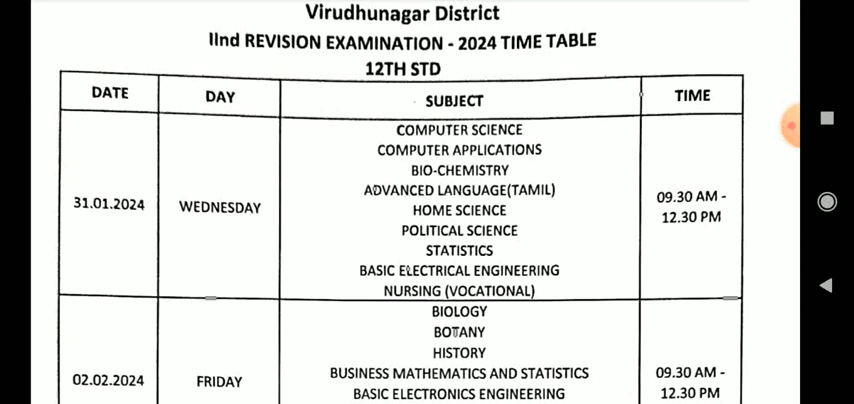 Virudhunagar District
IInd REVISION EXAMINATION - 2024 TIME TABLE
12TH STD
DATE DAY SUBJECT TIME
COMPUTER SCIENCE
COMPUTER APPLICATIONS
BIO-CHEMISTRY
ADVANCED LANGUAGE(TAMIL)
31.01.2024 WEDNESDAY HOME SCIENCE 09.30 AM - 12.30 PM
POLITICAL SCIENCE
STATISTICS
BASIC ELECTRICAL ENGINEERING
NURSING (VOCATIONAL)
BIOLOGY
BOTANY
HISTORY
BUSINESS MATHEMATICS AND STATISTICS
02.02.2024 FRIDAY BASIC ELECTRONICS ENGINEERING 09.30 AM - 12.30 PM